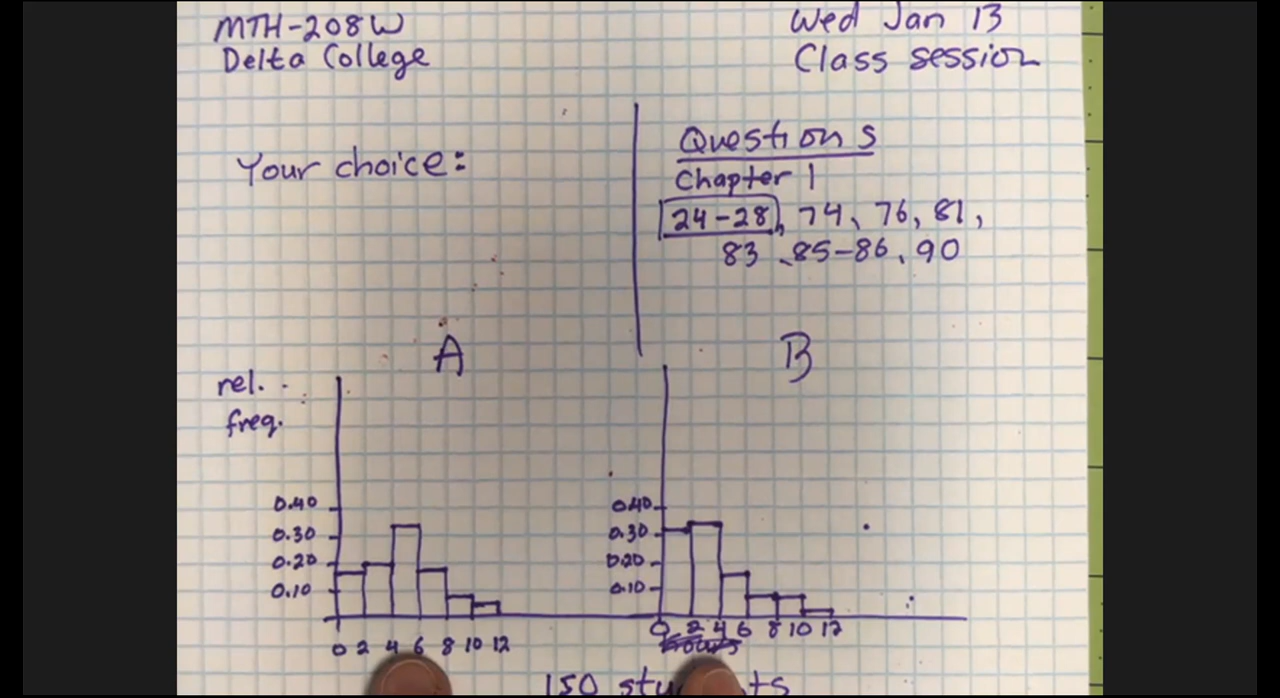 MTH-208W
Delta College
Wed Jan 13
Class session
Your choice:
Questions
Chapter 1
24-28, 74, 76, 81,
83, 85-86, 90
A
rel.
freq.
0.40
0.30
0.20
0.10
0 2 4 6 8 10 12
B
0.40
0.30
0.20
0.10
0 2 4 6 8 10 12
hours
150